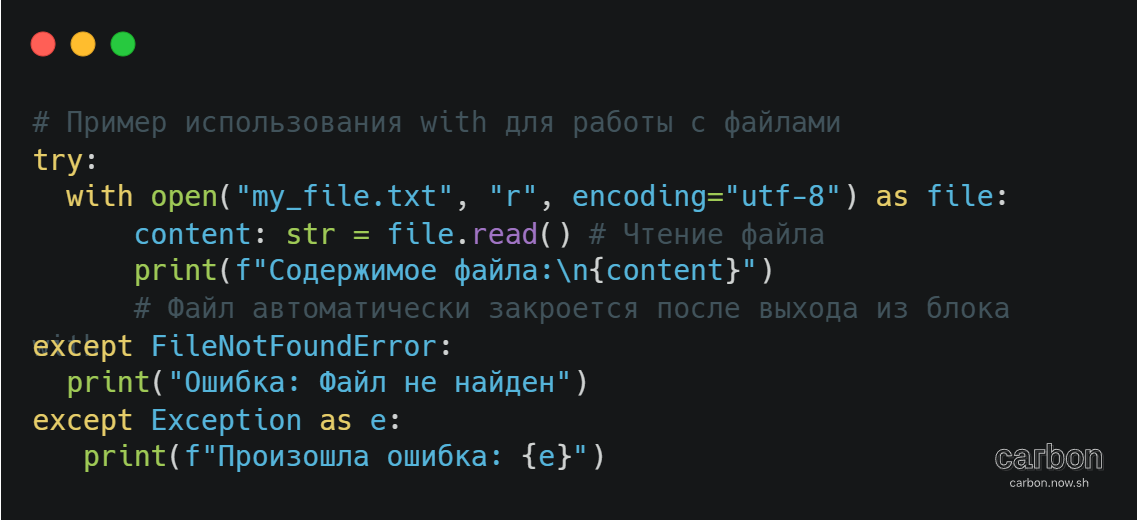 # Пример использования with для работы с файлами
try:
  with open("my_file.txt", "r", encoding="utf-8") as file:
      content: str = file.read() # Чтение файла
      print(f"Содержимое файла:\n{content}")
      # Файл автоматически закроется после выхода из блока
with
except FileNotFoundError:
  print("Ошибка: Файл не найден")
except Exception as e:
   print(f"Произошла ошибка: {e}")
carbon
carbon.now.sh